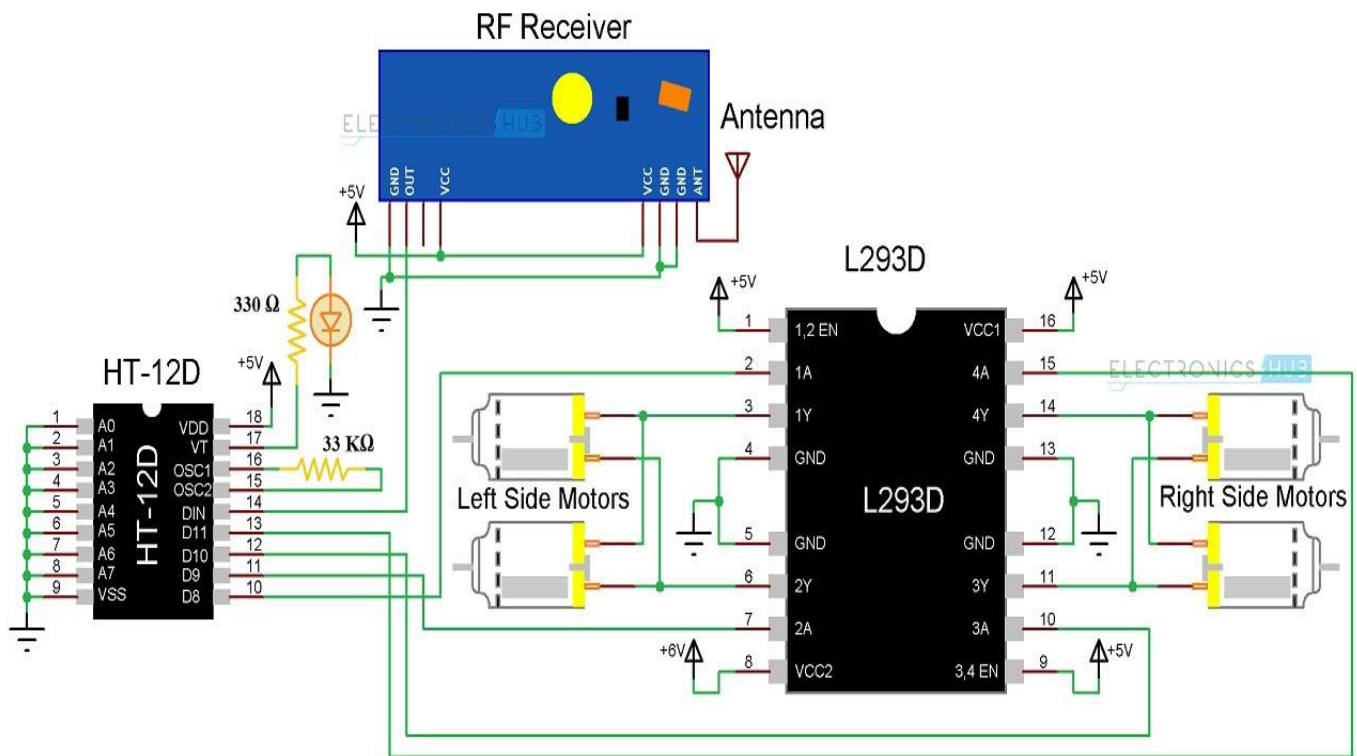 RF Receiver
ELECTRONICS HUB
Antenna
GND
OUT
VCC
VCC
GND
GND
ANT
+5V
330 Ω
+5V
HT-12D
HT-12D
1 A0
2 A1
3 A2
4 A3
5 A4
6 A5
7 A6
8 A7
9 VSS
VDD 18
VT 17
OSC1 16
OSC2 15
DIN 14
D11 13
D10 12
D9 11
D8 10
33 KΩ
Left Side Motors
L293D
L293D
+5V
1 1,2 EN
2 1A
3 1Y
4 GND
5 GND
6 2Y
7 2A
+6V
8 VCC2
+5V
VCC1 16
4A 15
4Y 14
GND 13
GND 12
3Y 11
3A 10
3,4 EN 9
+5V
ELECTRONICS HUB
Right Side Motors